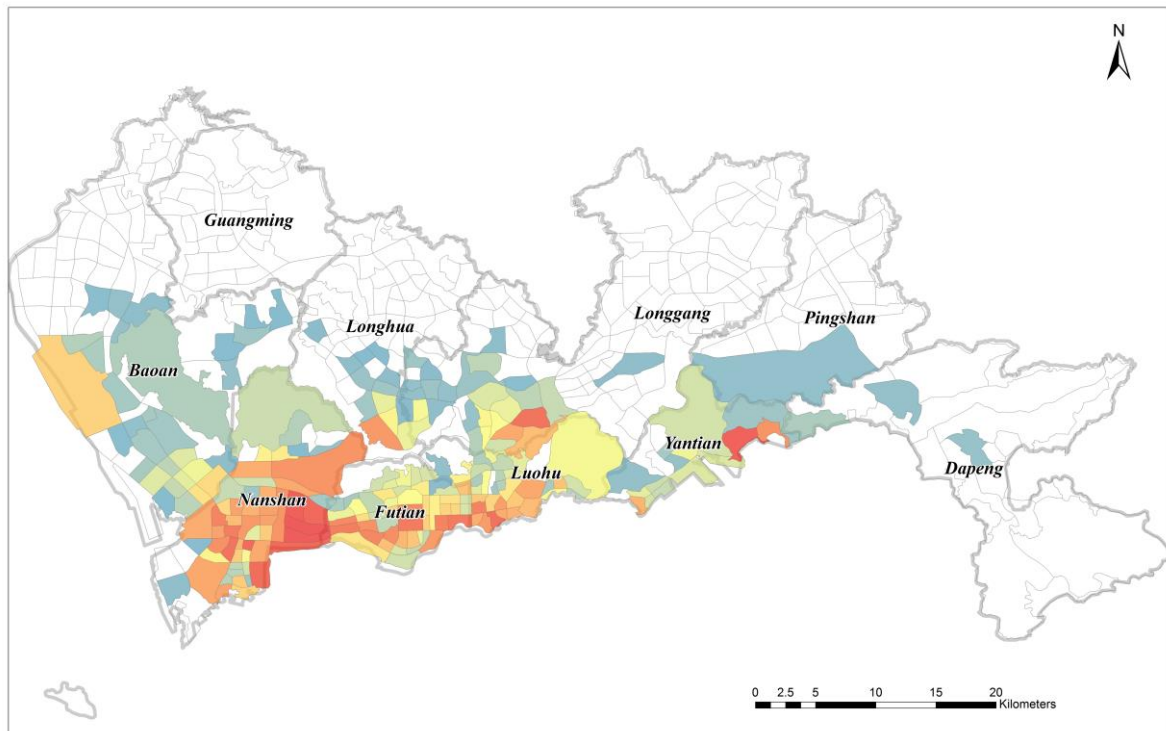 N
Guangming
Longhua
Longgang
Pingshan
Baoan
Yantian
Dapeng
Luohu
Nanshan
Futian
0 2.5 5 10 15 20
Kilometers